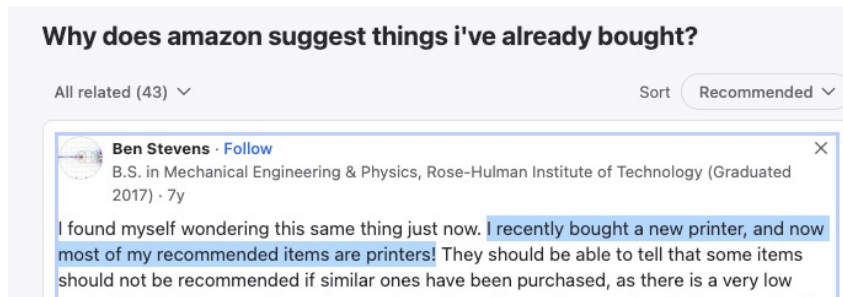 Why does amazon suggest things i've already bought?
All related (43)
Sort Recommended
Ben Stevens · Follow
B.S. in Mechanical Engineering & Physics, Rose-Hulman Institute of Technology (Graduated
2017) · 7y
I found myself wondering this same thing just now. I recently bought a new printer, and now
most of my recommended items are printers! They should be able to tell that some items
should not be recommended if similar ones have been purchased, as there is a very low